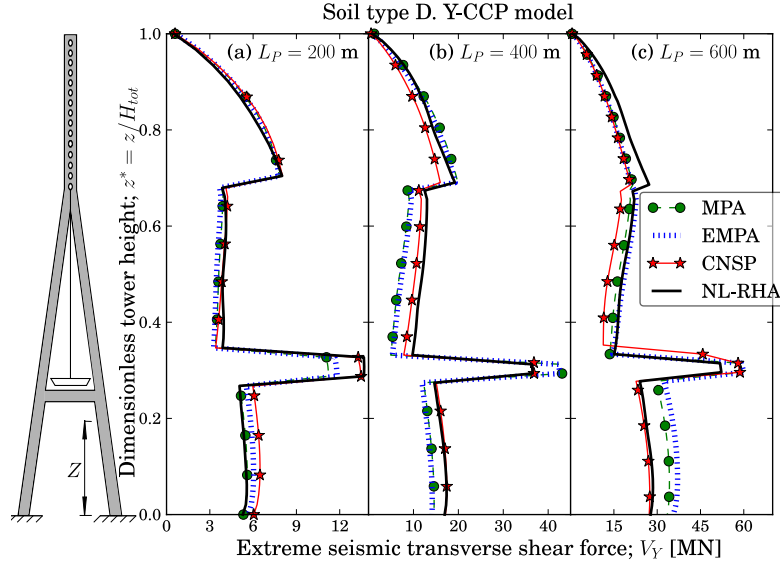 Soil type D. Y-CCP model
(a) L_P = 200 m
(b) L_P = 400 m
(c) L_P = 600 m
Dimensionless tower height; z* = z/H_tot
1.0
0.8
0.6
0.4
0.2
0.0
MPA
EMPA
CNSP
NL-RHA
Z
0 3 6 9 12
10 20 30 40
15 30 45 60
Extreme seismic transverse shear force; V_Y [MN]